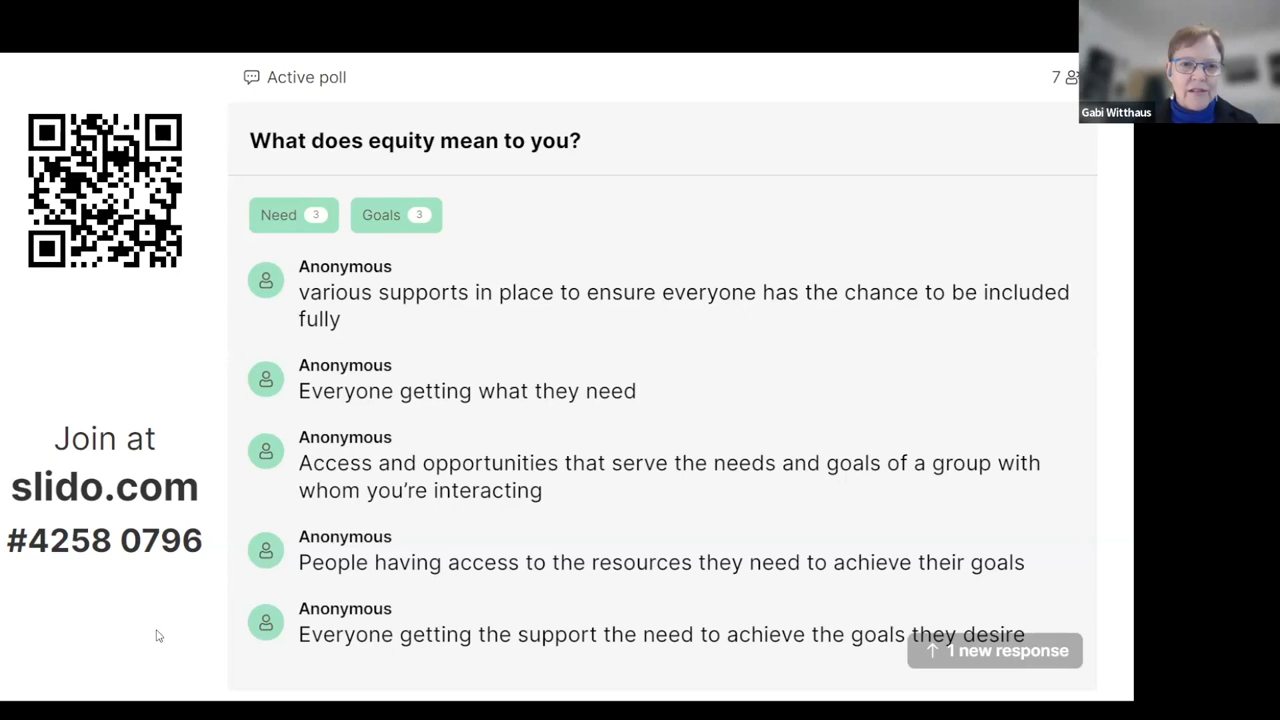 Active poll
7
Gabi Witthaus
What does equity mean to you?
Need 3
Goals 3
Anonymous
various supports in place to ensure everyone has the chance to be included
fully
Anonymous
Everyone getting what they need
Anonymous
Access and opportunities that serve the needs and goals of a group with
whom you’re interacting
Anonymous
People having access to the resources they need to achieve their goals
Anonymous
Everyone getting the support the need to achieve the goals they desire
↑ 1 new response
Join at
slido.com
#4258 0796